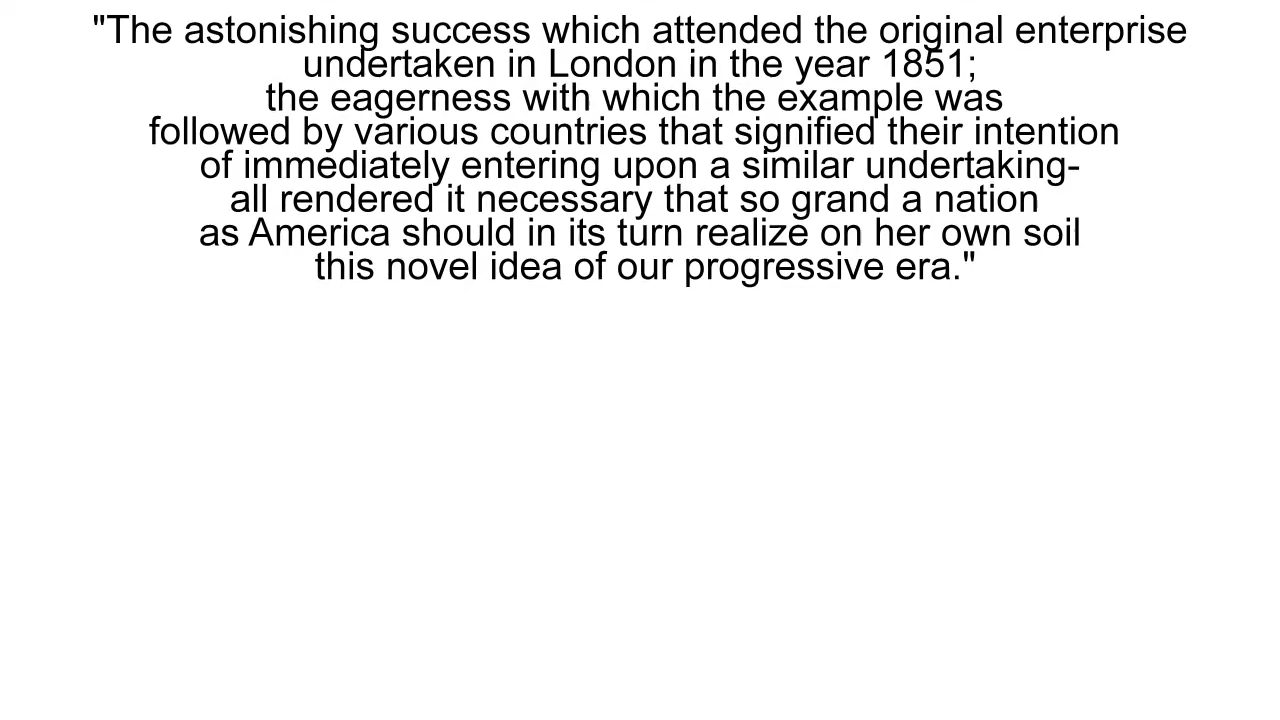 "The astonishing success which attended the original enterprise
undertaken in London in the year 1851;
the eagerness with which the example was
followed by various countries that signified their intention
of immediately entering upon a similar undertaking-
all rendered it necessary that so grand a nation
as America should in its turn realize on her own soil
this novel idea of our progressive era."